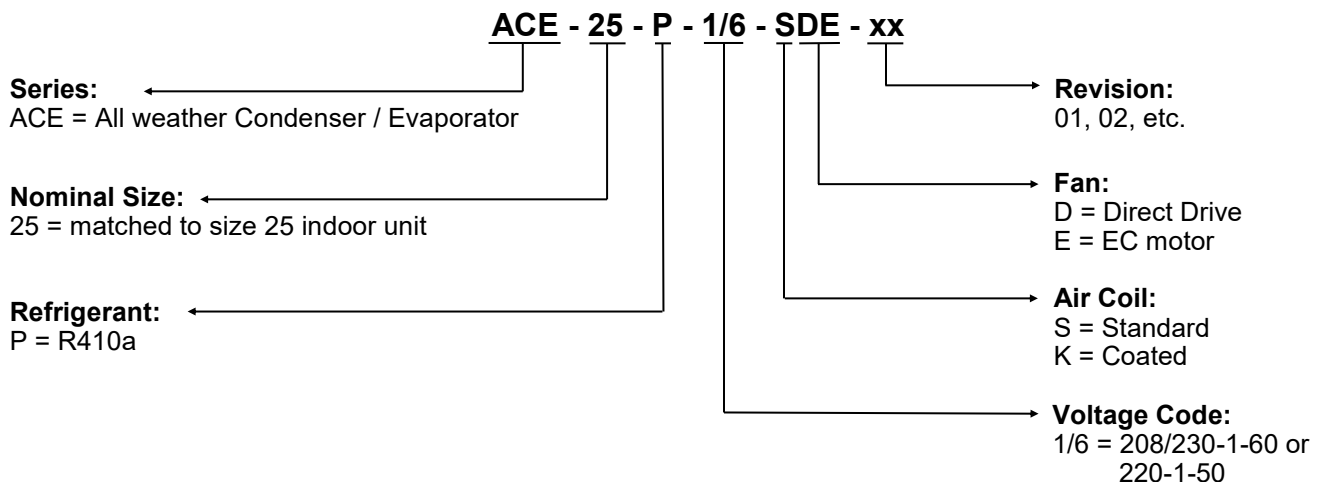 ACE - 25 - P - 1/6 - SDE - xx
Series:
ACE = All weather Condenser / Evaporator
Nominal Size:
25 = matched to size 25 indoor unit
Refrigerant:
P = R410a
Revision:
01, 02, etc.
Fan:
D = Direct Drive
E = EC motor
Air Coil:
S = Standard
K = Coated
Voltage Code:
1/6 = 208/230-1-60 or
220-1-50